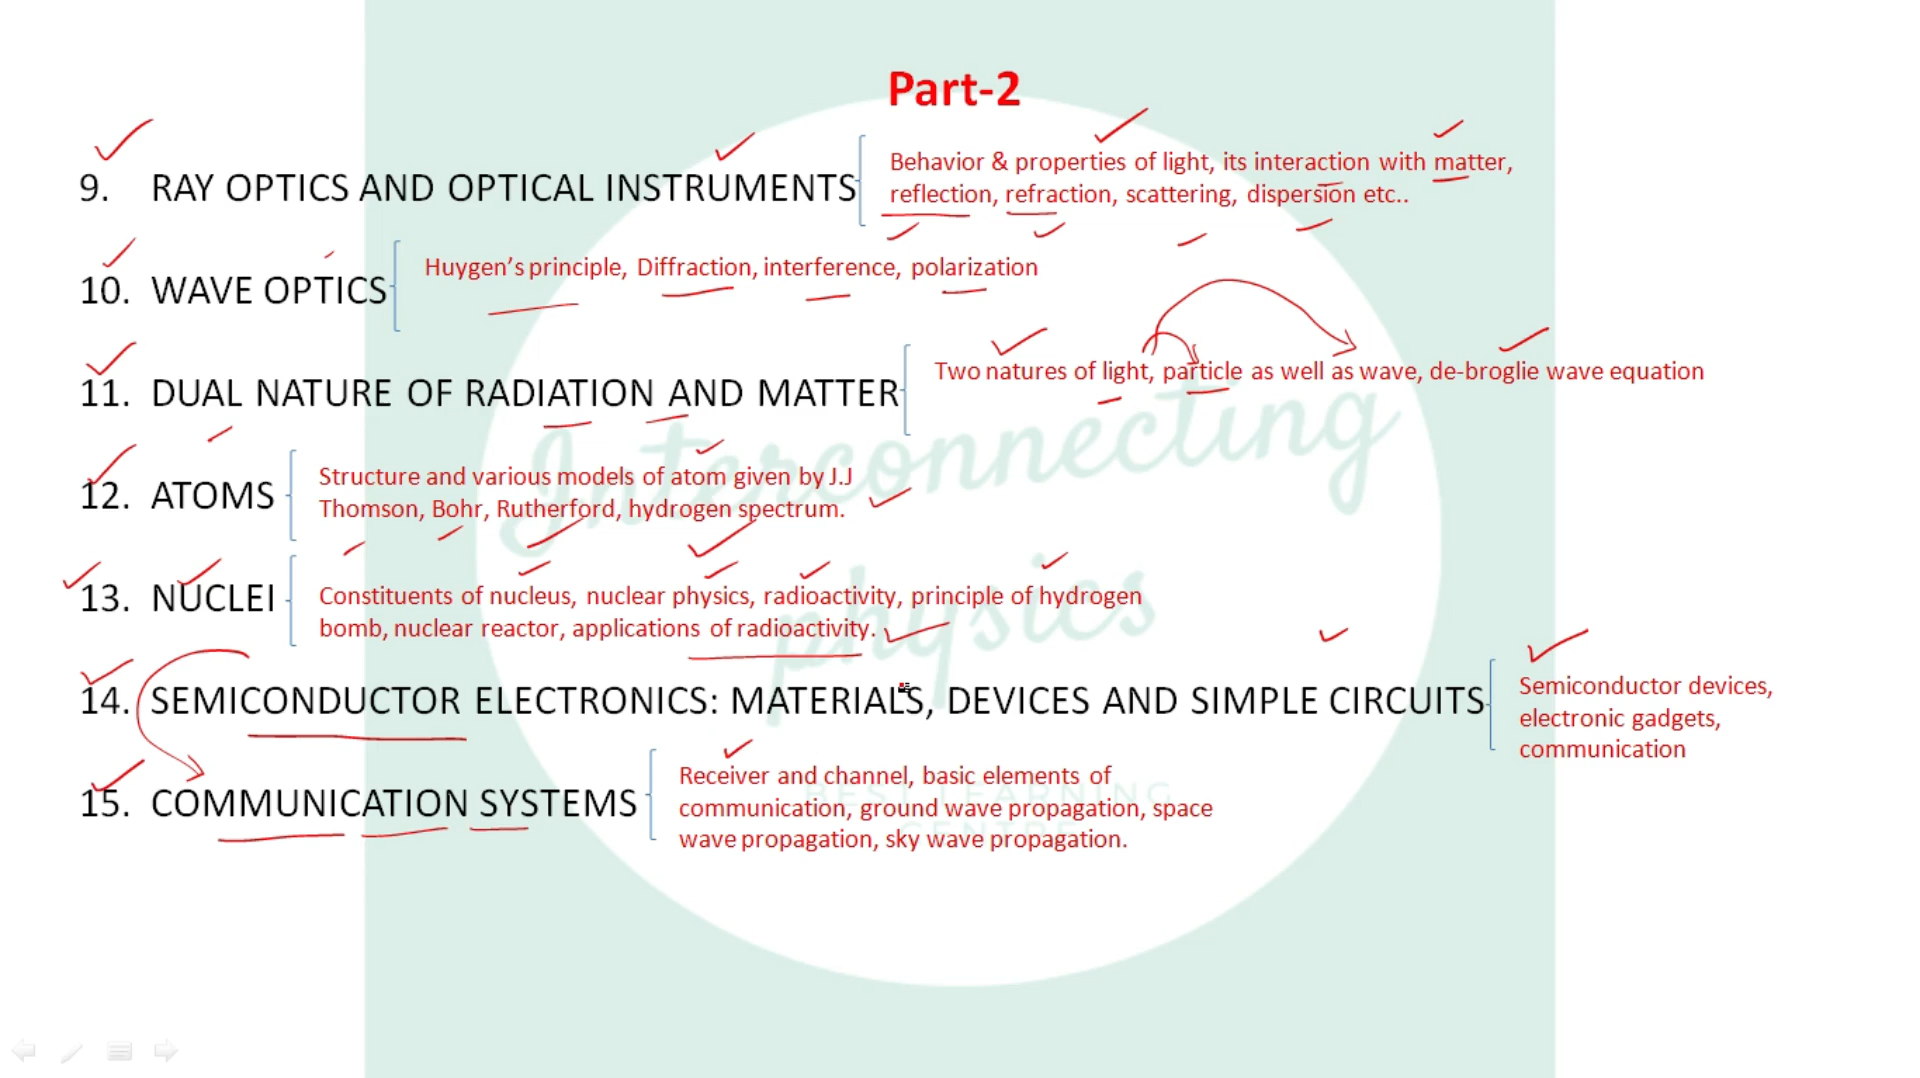 Part-2
9. RAY OPTICS AND OPTICAL INSTRUMENTS
Behavior & properties of light, its interaction with matter,
reflection, refraction, scattering, dispersion etc..
10. WAVE OPTICS
Huygen's principle, Diffraction, interference, polarization
11. DUAL NATURE OF RADIATION AND MATTER
Two natures of light, particle as well as wave, de-broglie wave equation
12. ATOMS
Structure and various models of atom given by J.J
Thomson, Bohr, Rutherford, hydrogen spectrum.
13. NUCLEI
Constituents of nucleus, nuclear physics, radioactivity, principle of hydrogen
bomb, nuclear reactor, applications of radioactivity.
14. SEMICONDUCTOR ELECTRONICS: MATERIALS, DEVICES AND SIMPLE CIRCUITS
Semiconductor devices,
electronic gadgets,
communication
15. COMMUNICATION SYSTEMS
Receiver and channel, basic elements of
communication, ground wave propagation, space
wave propagation, sky wave propagation.
Interconnecting
physics
BEST LEARNING
CENTRE